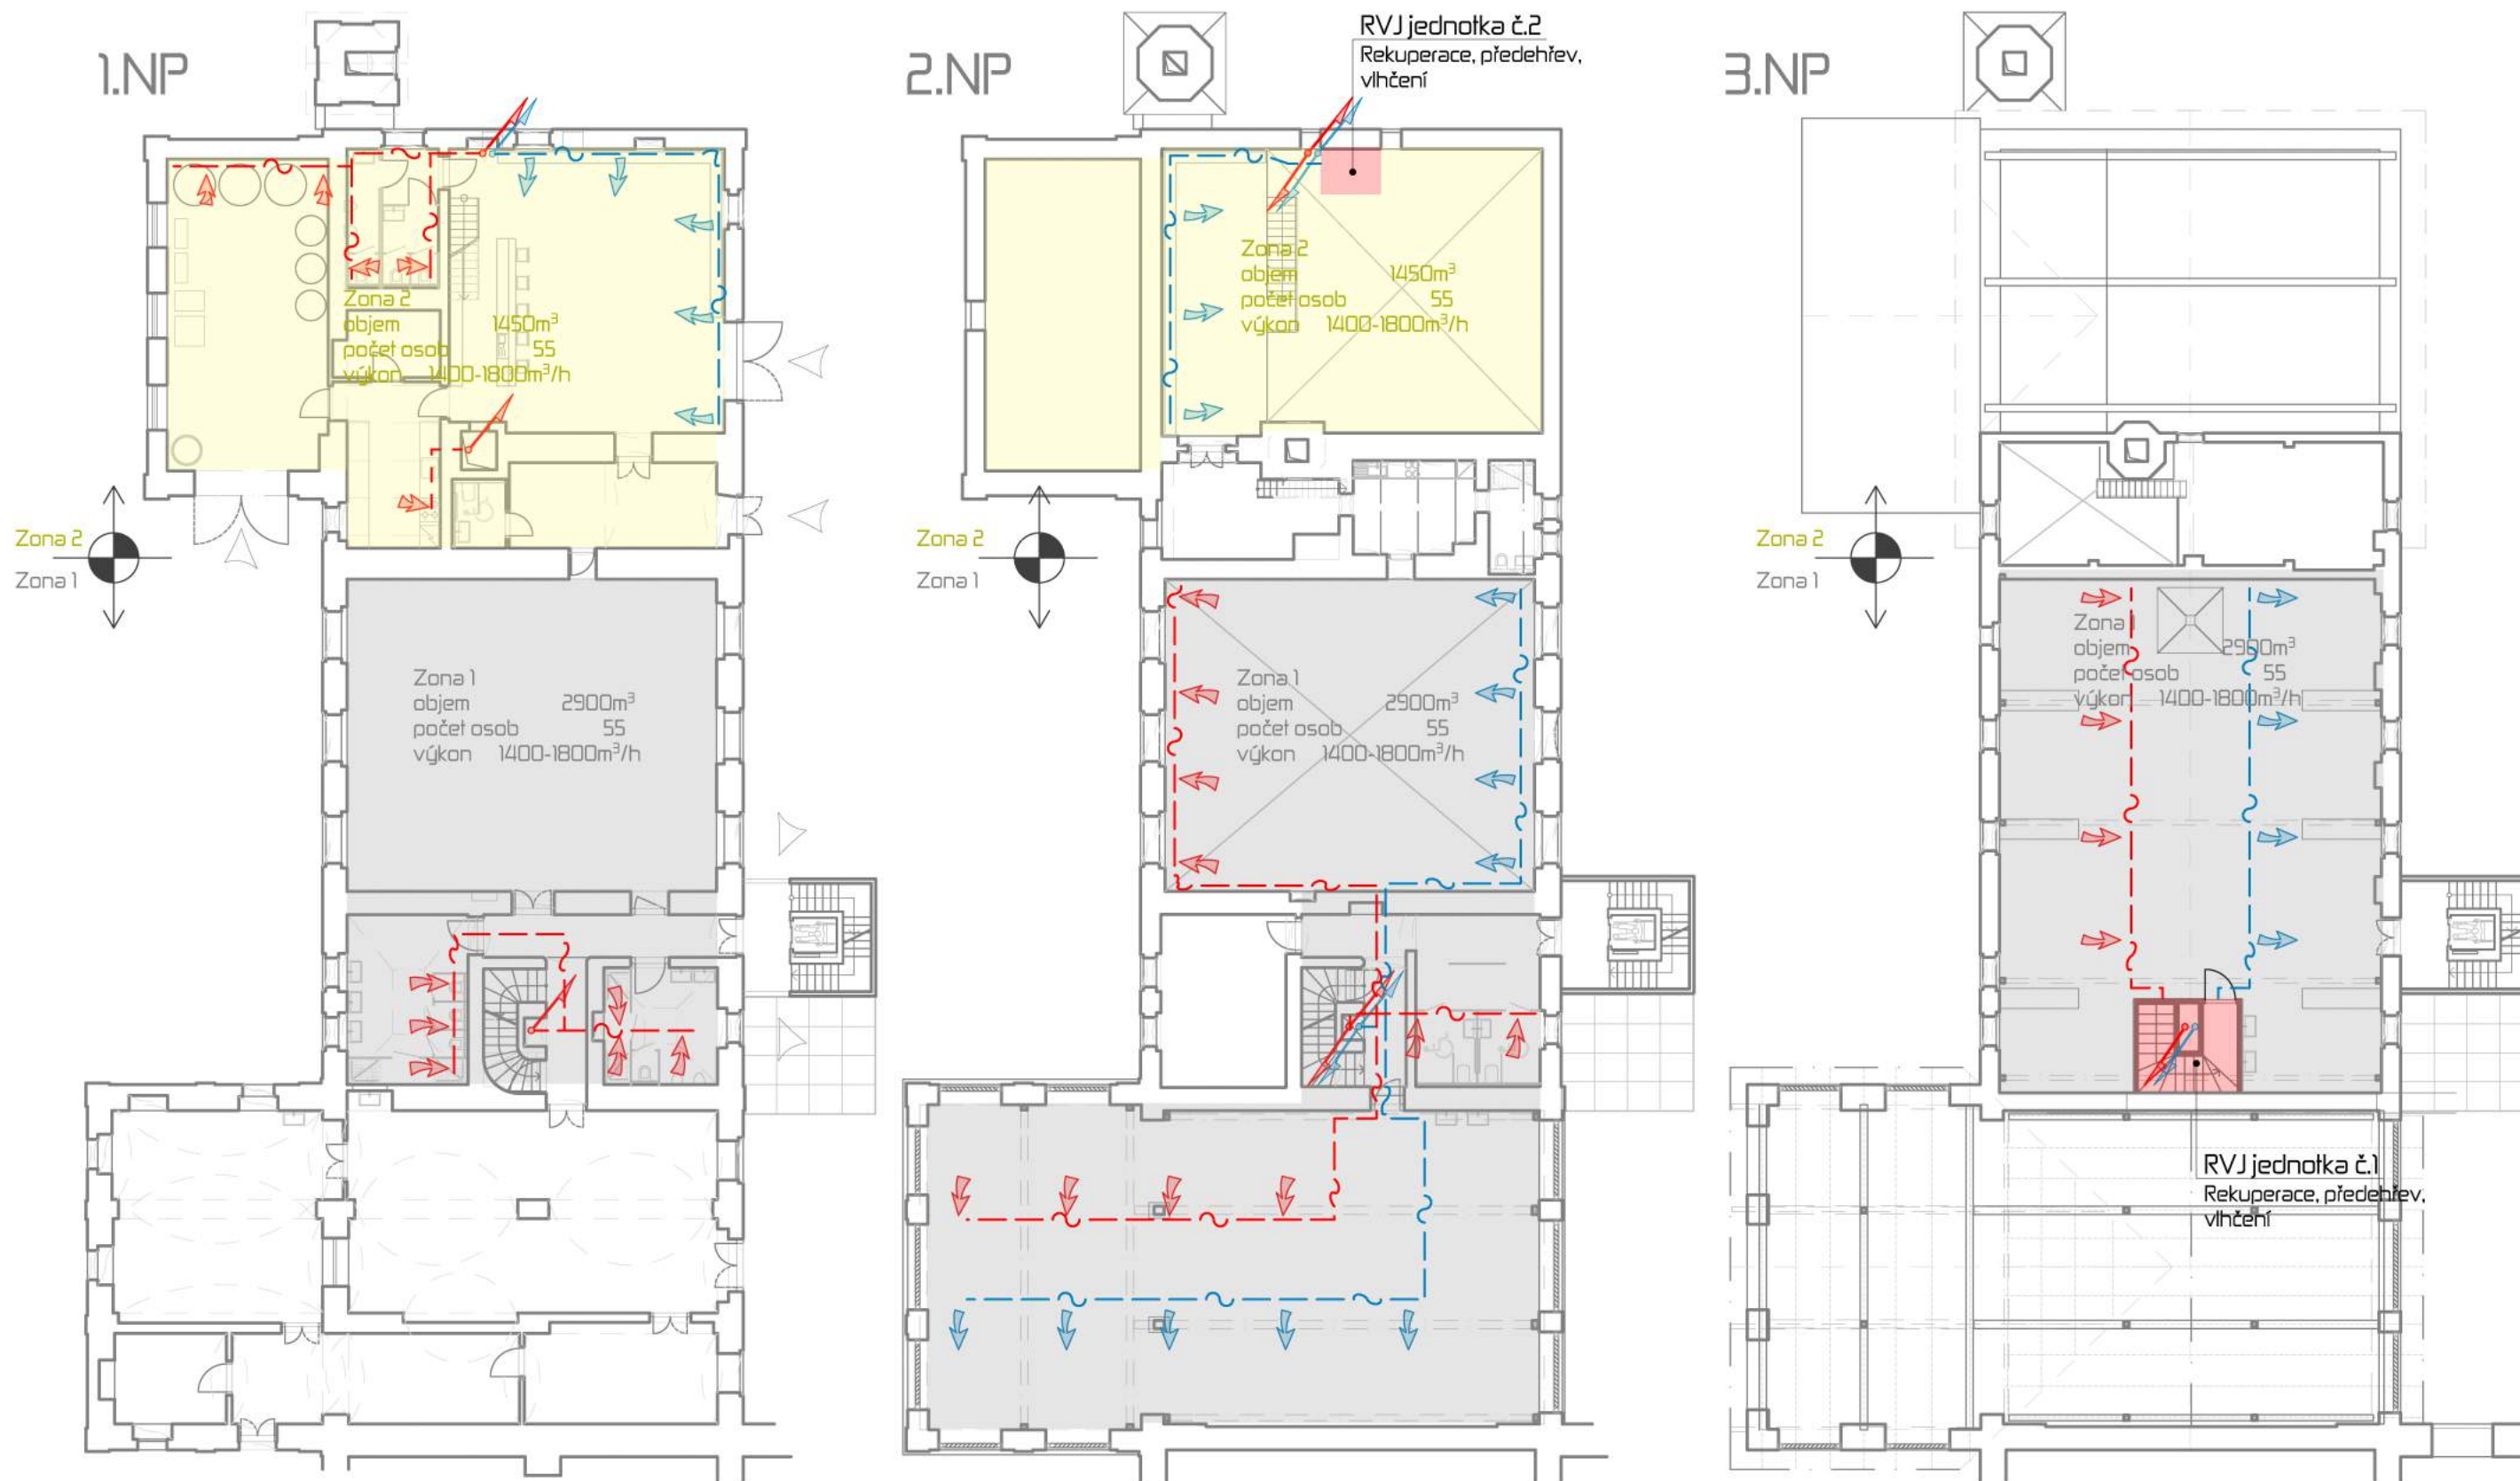 1.NP
Zona 2
objem 1450m³
počet osob 55
výkon 1400-1800m³/h
Zona 2
Zona 1
Zona 1
objem 2900m³
počet osob 55
výkon 1400-1800m³/h
2.NP
RVJ jednotka č.2
Rekuperace, předehřev,
vlhčení
Zona 2
objem 1450m³
počet osob 55
výkon 1400-1800m³/h
Zona 2
Zona 1
Zona 1
objem 2900m³
počet osob 55
výkon 1400-1800m³/h
3.NP
Zona 2
Zona 1
Zona 1
objem 2900m³
počet osob 55
výkon 1400-1800m³/h
RVJ jednotka č.1
Rekuperace, předehřev,
vlhčení